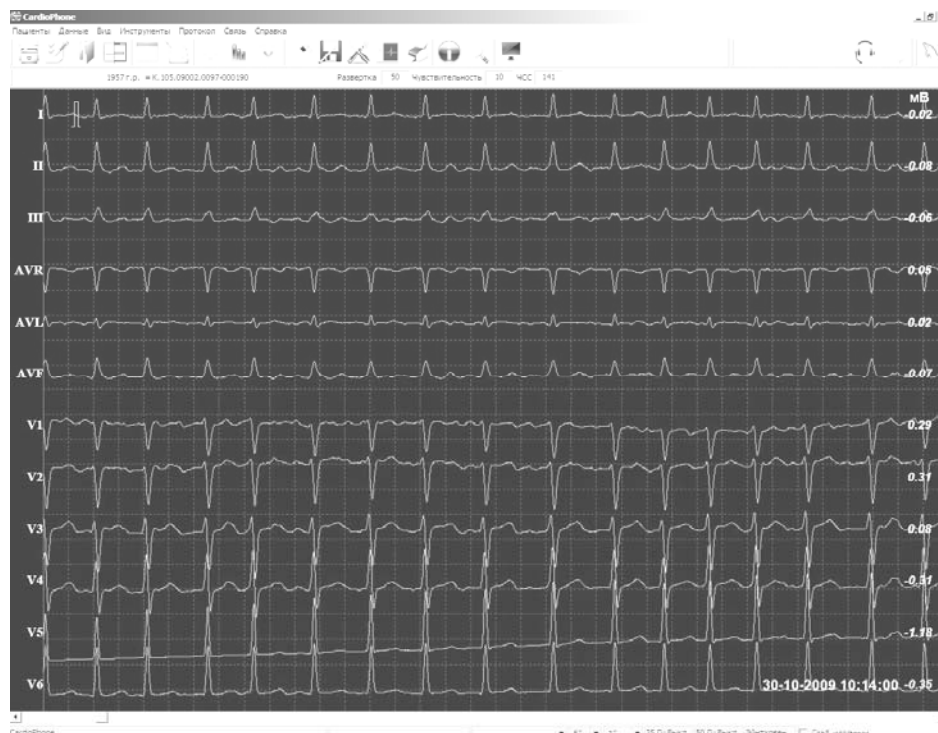 CardioPhone
Пациенты Данные Вид Инструменты Протокол Связь Справка
1957 г.р. Развертка 50 Чувствительность 10 ЧСС 141
мВ
I -0.02
II -0.08
III -0.06
AVR 0.05
AVL -0.02
AVF -0.07
V1 0.29
V2 0.31
V3 0.08
V4 -0.31
V5 -1.18
V6 30-10-2009 10:14:00 -0.35
CardioPhone